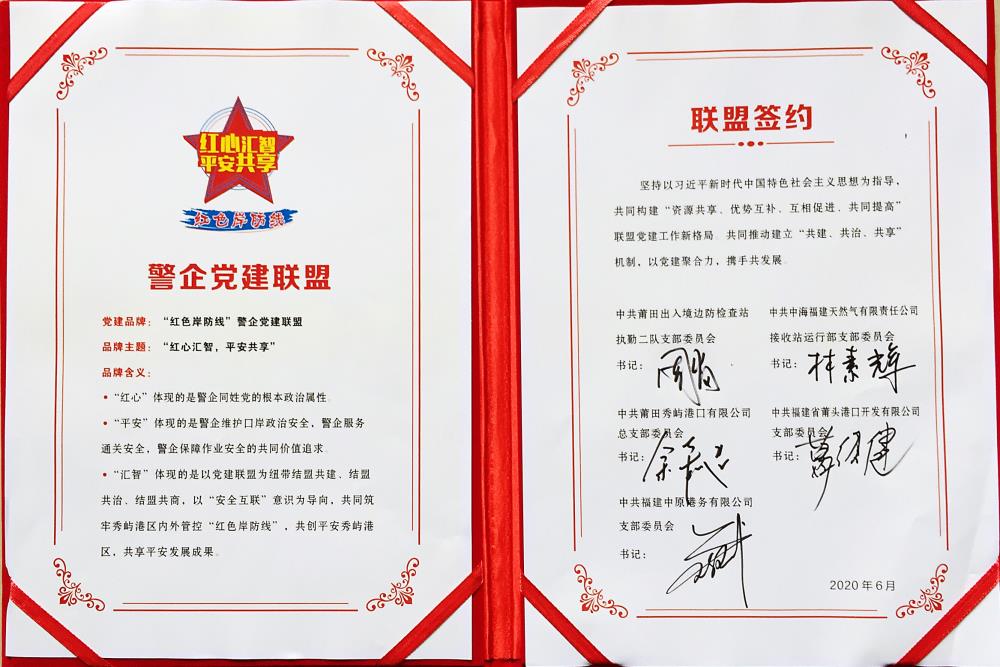 红心汇智
平安共享
红色岸防线
警企党建联盟
党建品牌：“红色岸防线”警企党建联盟
品牌主题：“红心汇智，平安共享”
品牌含义：
• “红心”体现的是警企同姓党的根本政治属性。
• “平安”体现的是警企维护口岸政治安全，警企服务
通关安全，警企保障作业安全的共同价值追求。
• “汇智”体现的是以党建联盟为纽带结盟共建、结盟
共治、结盟共商，以“安全互联”意识为导向，共同筑
牢秀屿港区内外管控“红色岸防线”，共创平安秀屿港
区，共享平安发展成果。
联盟签约
坚持以习近平新时代中国特色社会主义思想为指导，
共同构建“资源共享、优势互补、互相促进、共同提高”
联盟党建工作新格局。共同推动建立“共建、共治、共享”
机制，以党建聚合力，携手共发展。
中共莆田出入境边防检查站
执勤二队支部委员会
书记：
中共中海福建天然气有限责任公司
接收站运行部支部委员会
书记：林素辉
中共莆田秀屿港口有限公司
总支部委员会
书记：
中共福建省莆头港口开发有限公司
支部委员会
书记：
中共福建中原港务有限公司
支部委员会
书记：
2020年6月